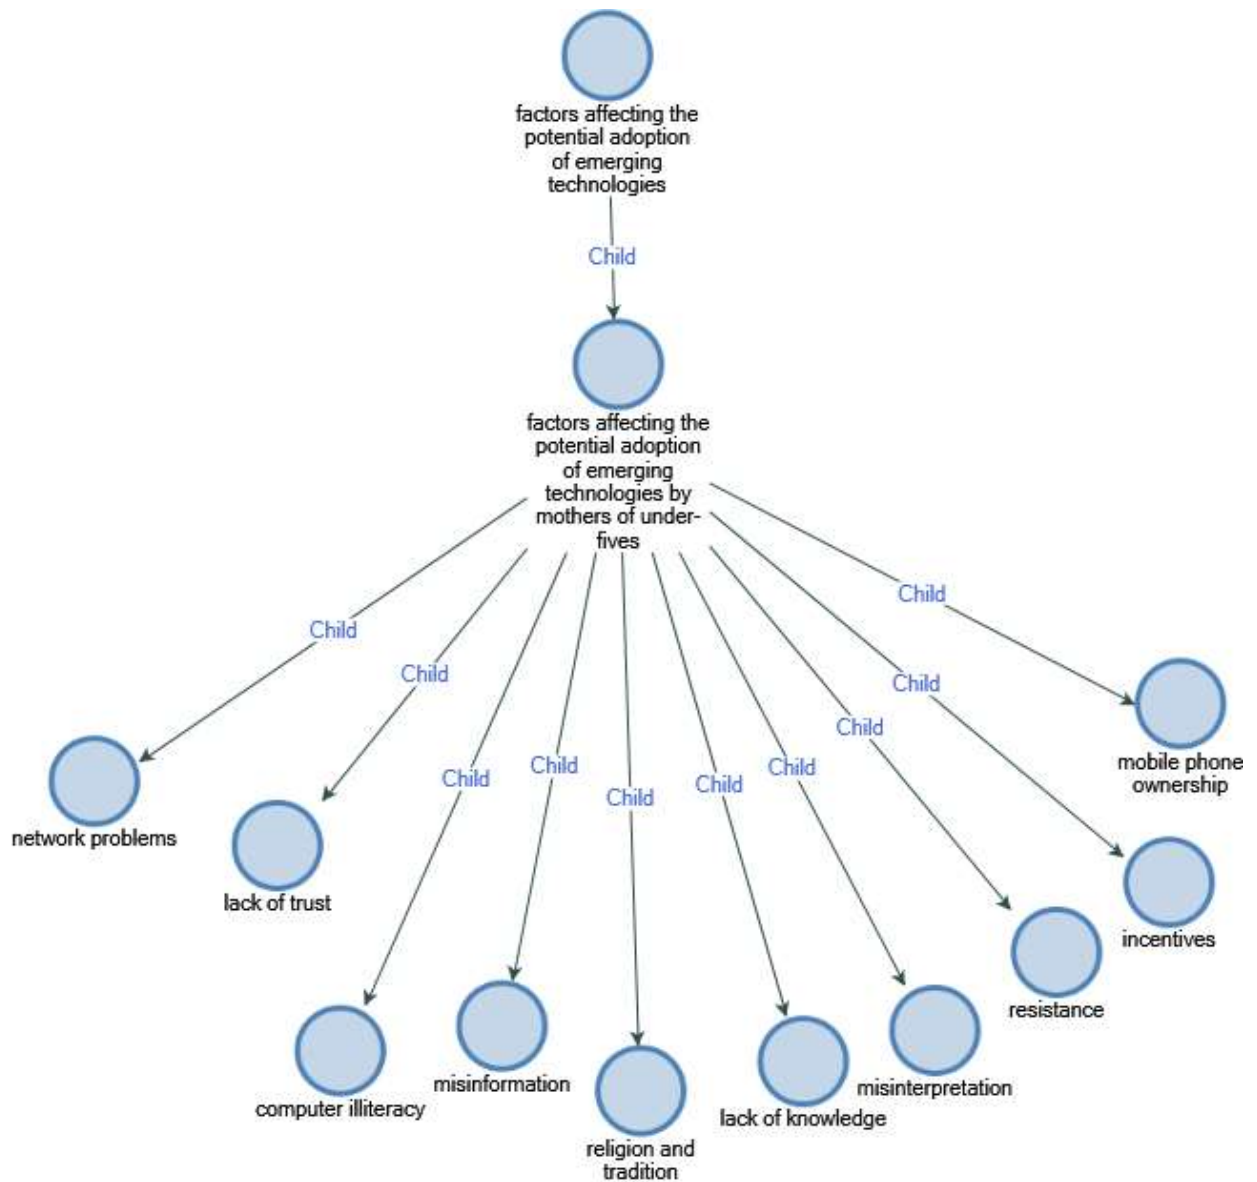 factors affecting the
potential adoption
of emerging
technologies
Child
factors affecting the
potential adoption
of emerging
technologies by
mothers of under-
fives
Child
Child
Child
Child
Child
Child
Child
Child
Child
Child
network problems
lack of trust
computer illiteracy
misinformation
religion and
tradition
lack of knowledge
misinterpretation
resistance
incentives
mobile phone
ownership